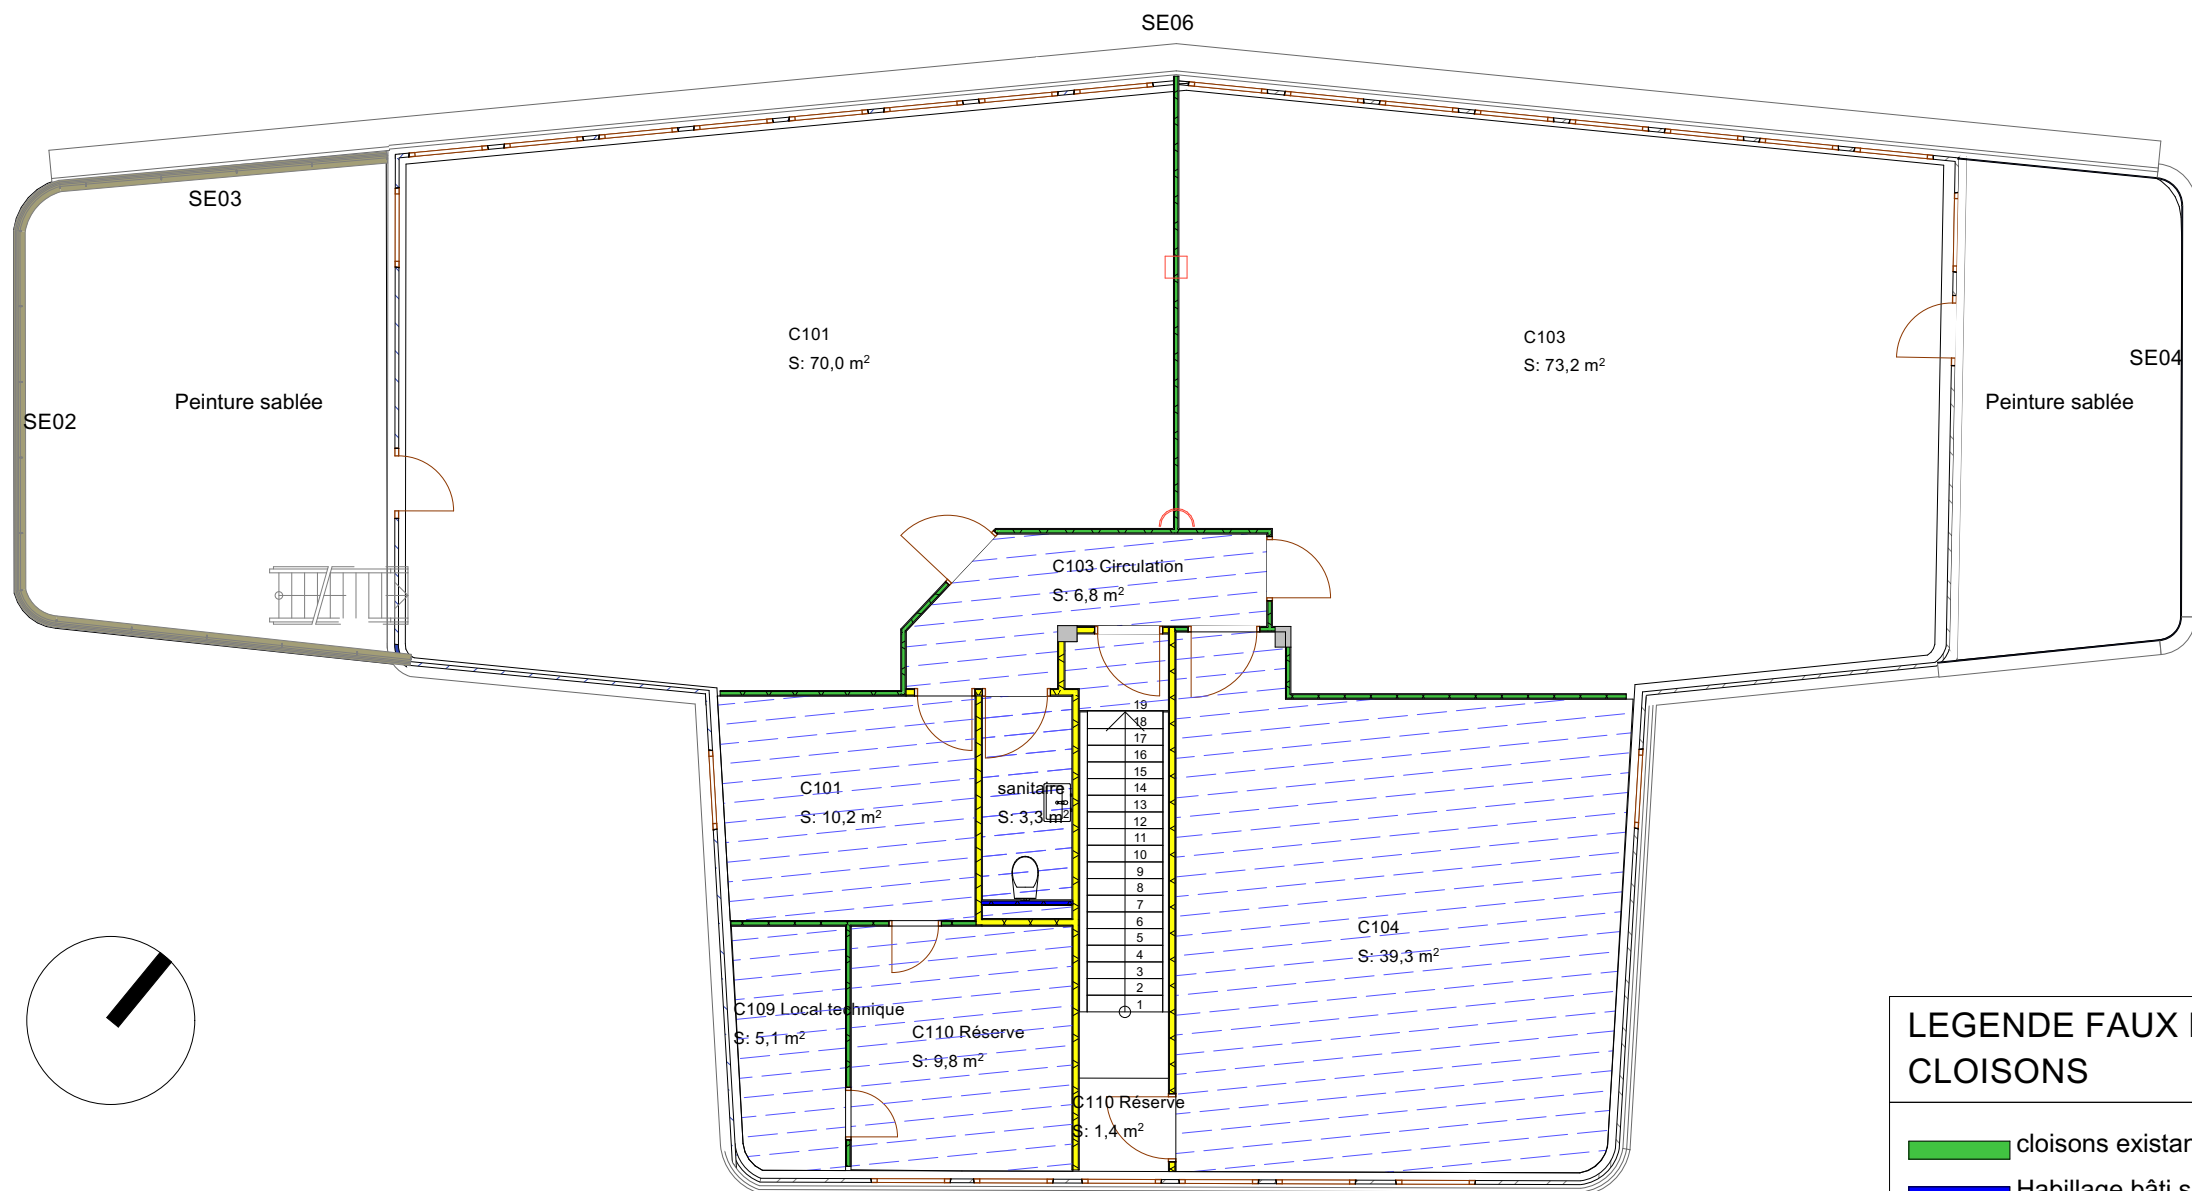 SE06
SE03
C101
S: 70,0 m²
C103
S: 73,2 m²
SE04
Peinture sablée
Peinture sablée
SE02
C103 Circulation
S: 6,8 m²
19
18
17
16
15
14
13
12
11
10
9
8
7
6
5
4
3
2
1
C101
S: 10,2 m²
sanitaire
S: 3,3 m²
C104
S: 39,3 m²
C109 Local technique
S: 5,1 m²
C110 Réserve
S: 9,8 m²
C110 Réserve
S: 1,4 m²
LEGENDE FAUX
CLOISONS
cloisons existan
Habillage bâti s